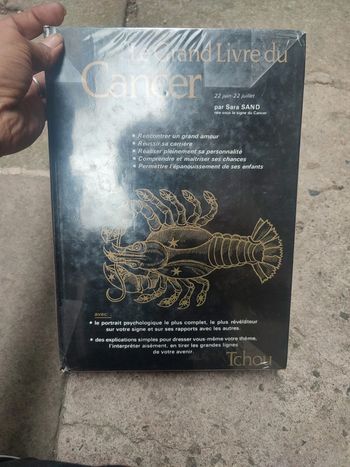 Le Grand Livre du
Cancer
22 juin-22 juillet
par Sara SAND
née sous le signe du Cancer
• Rencontrer un grand amour
• Réussir sa carrière
• Réaliser pleinement sa personnalité
• Comprendre et maîtriser ses chances
• Permettre l'épanouissement de ses enfants
avec :
• le portrait psychologique le plus complet, le plus révélateur
sur votre signe et sur ses rapports avec les autres.
• des explications simples pour dresser vous-même votre thème,
l'interpréter aisément, en tirer les grandes lignes
de votre avenir.
Tchou